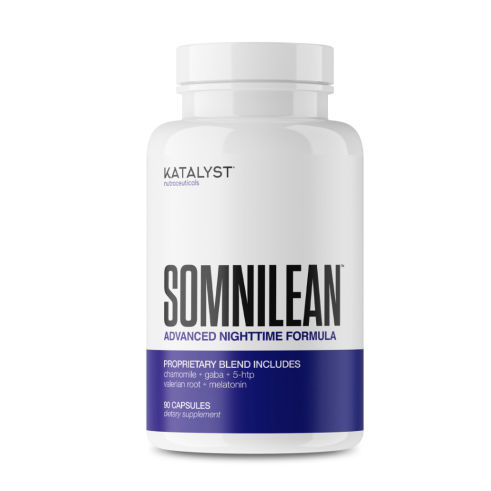 KATALYST
nutraceuticals
SOMNILEAN™
ADVANCED NIGHTTIME FORMULA
PROPRIETARY BLEND INCLUDES
chamomile + gaba + 5-htp
valerian root + melatonin
90 CAPSULES
dietary supplement